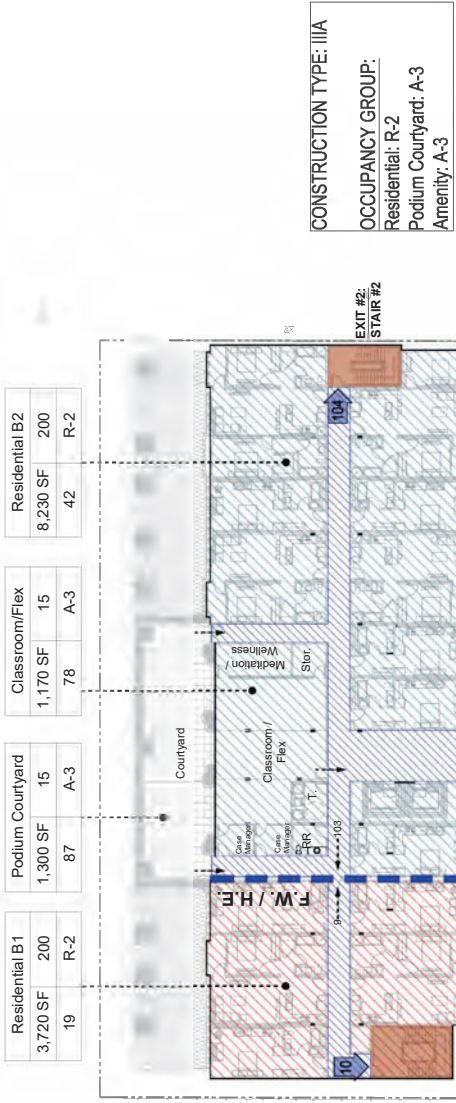 Residential B1
3,720 SF 200
19 R-2
Podium Courtyard
1,300 SF 15
87 A-3
Classroom/Flex
1,170 SF 15
78 A-3
Residential B2
8,230 SF 200
42 R-2
Courtyard
Case
Manager
Case
Manager
RR
T.
Classroom /
Flex
Meditation /
Wellness
Stor.
F.W. / H.E.
103
9
10
104
EXIT #2:
STAIR #2
CONSTRUCTION TYPE: IIIA
OCCUPANCY GROUP:
Residential: R-2
Podium Courtyard: A-3
Amenity: A-3